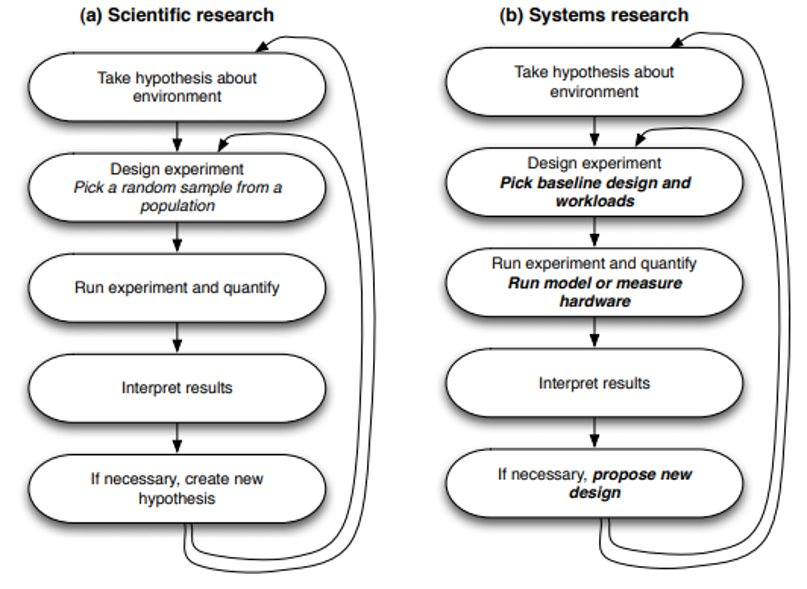 (a) Scientific research
Take hypothesis about
environment
Design experiment
Pick a random sample from a
population
Run experiment and quantify
Interpret results
If necessary, create new
hypothesis
(b) Systems research
Take hypothesis about
environment
Design experiment
Pick baseline design and
workloads
Run experiment and quantify
Run model or measure
hardware
Interpret results
If necessary, propose new
design